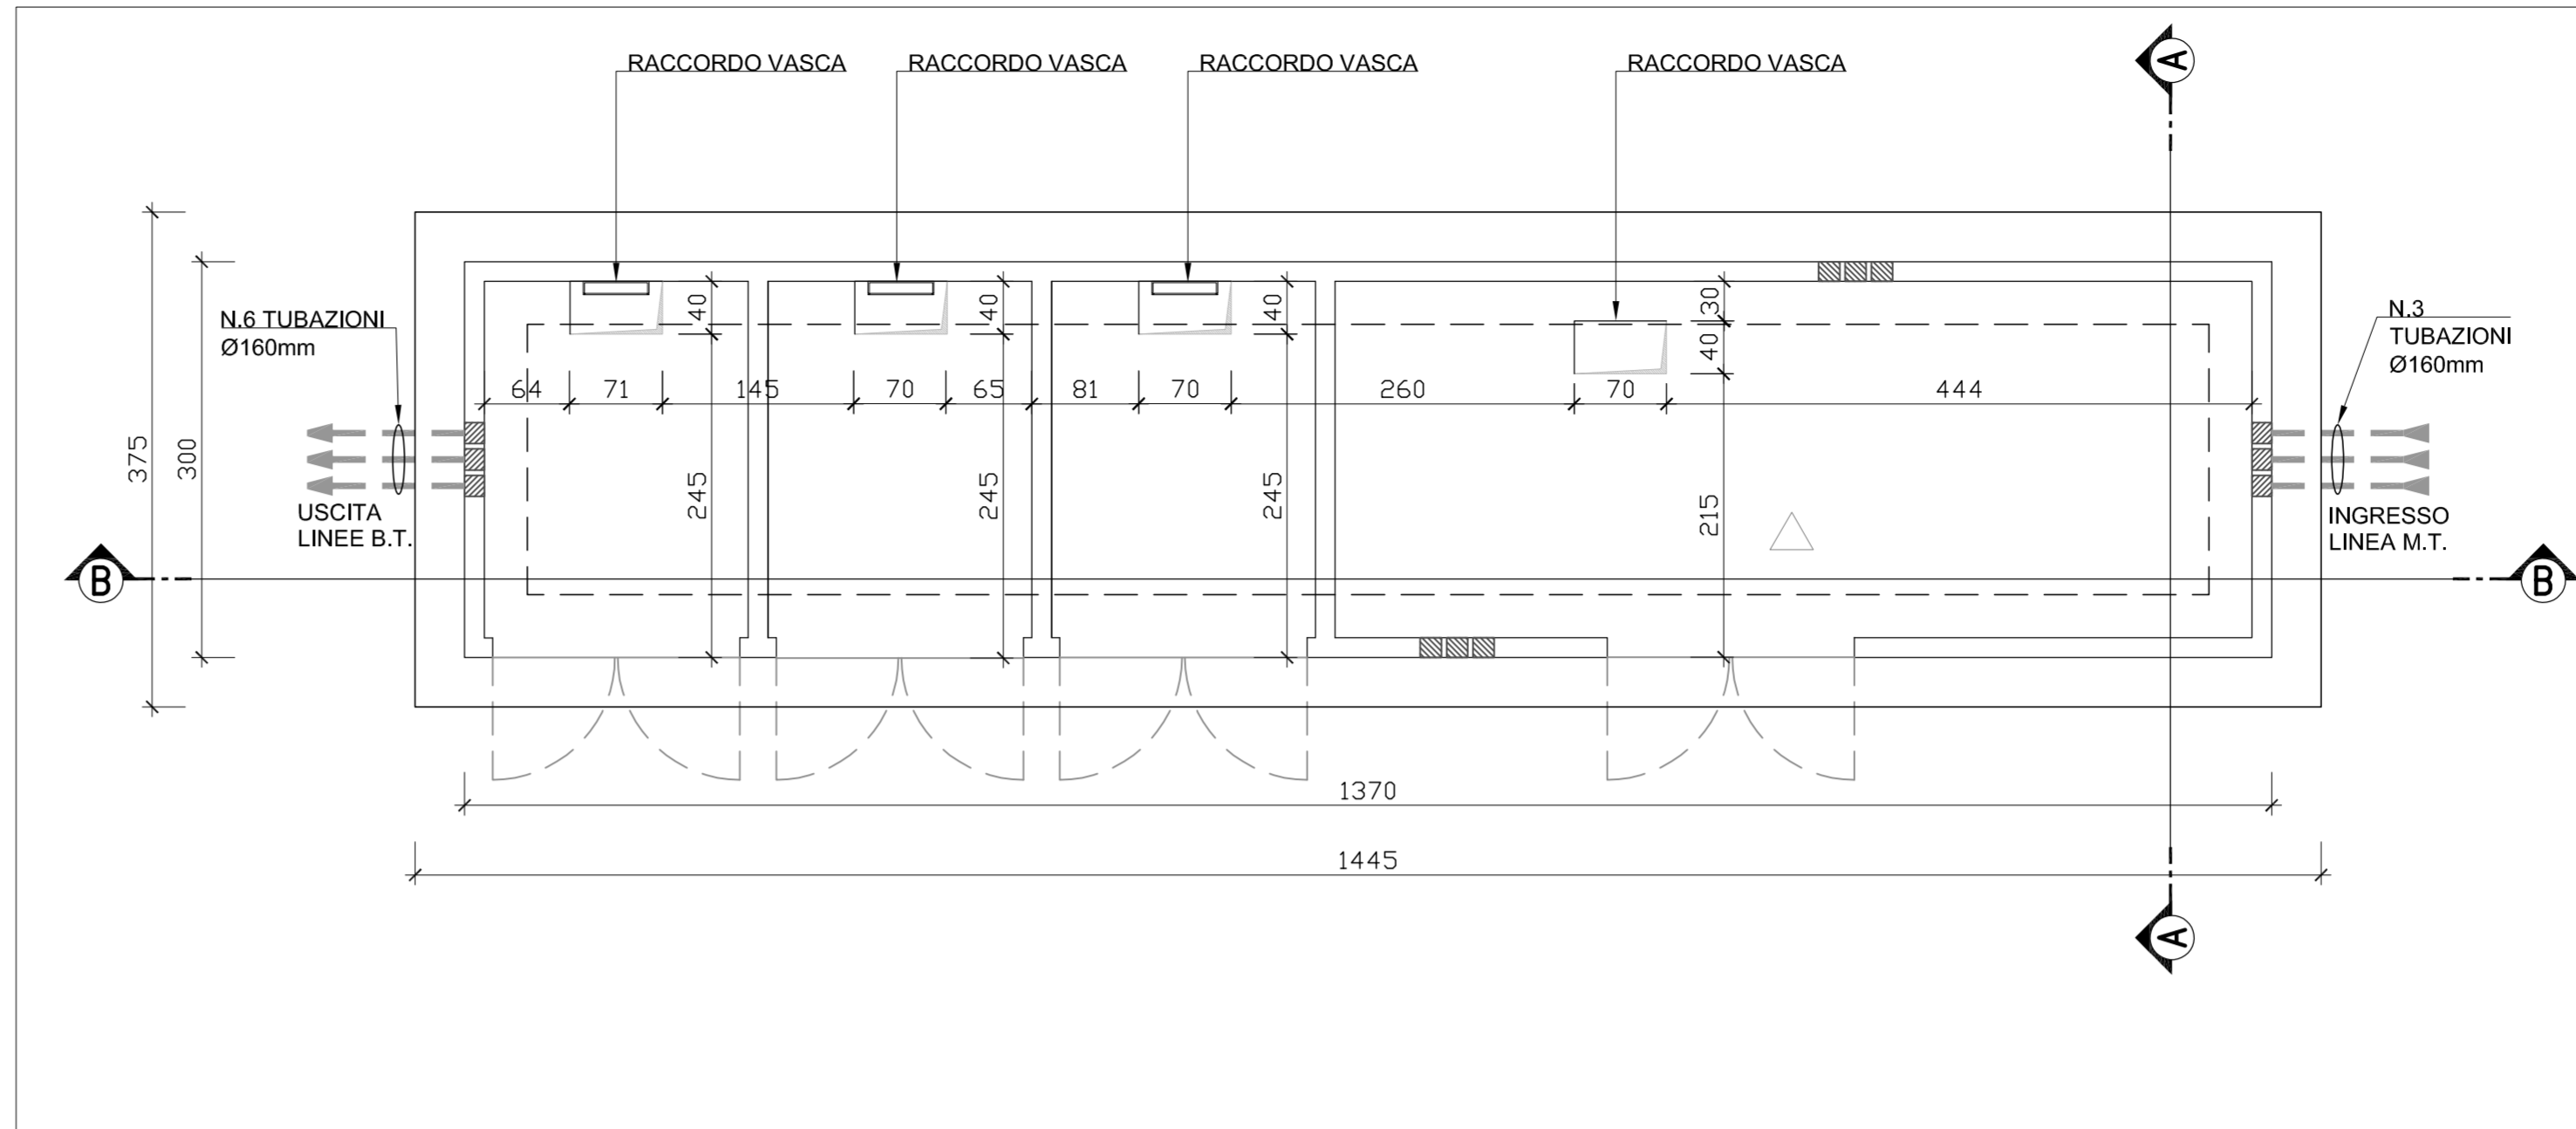 RACCORDO VASCA
RACCORDO VASCA
RACCORDO VASCA
RACCORDO VASCA
A
N.6 TUBAZIONI
Ø160mm
N.3
TUBAZIONI
Ø160mm
40
40
40
30
40
64
71
145
70
65
81
70
260
70
444
375
300
245
245
245
215
USCITA
LINEE B.T.
INGRESSO
LINEA M.T.
B
B
1370
1445
A